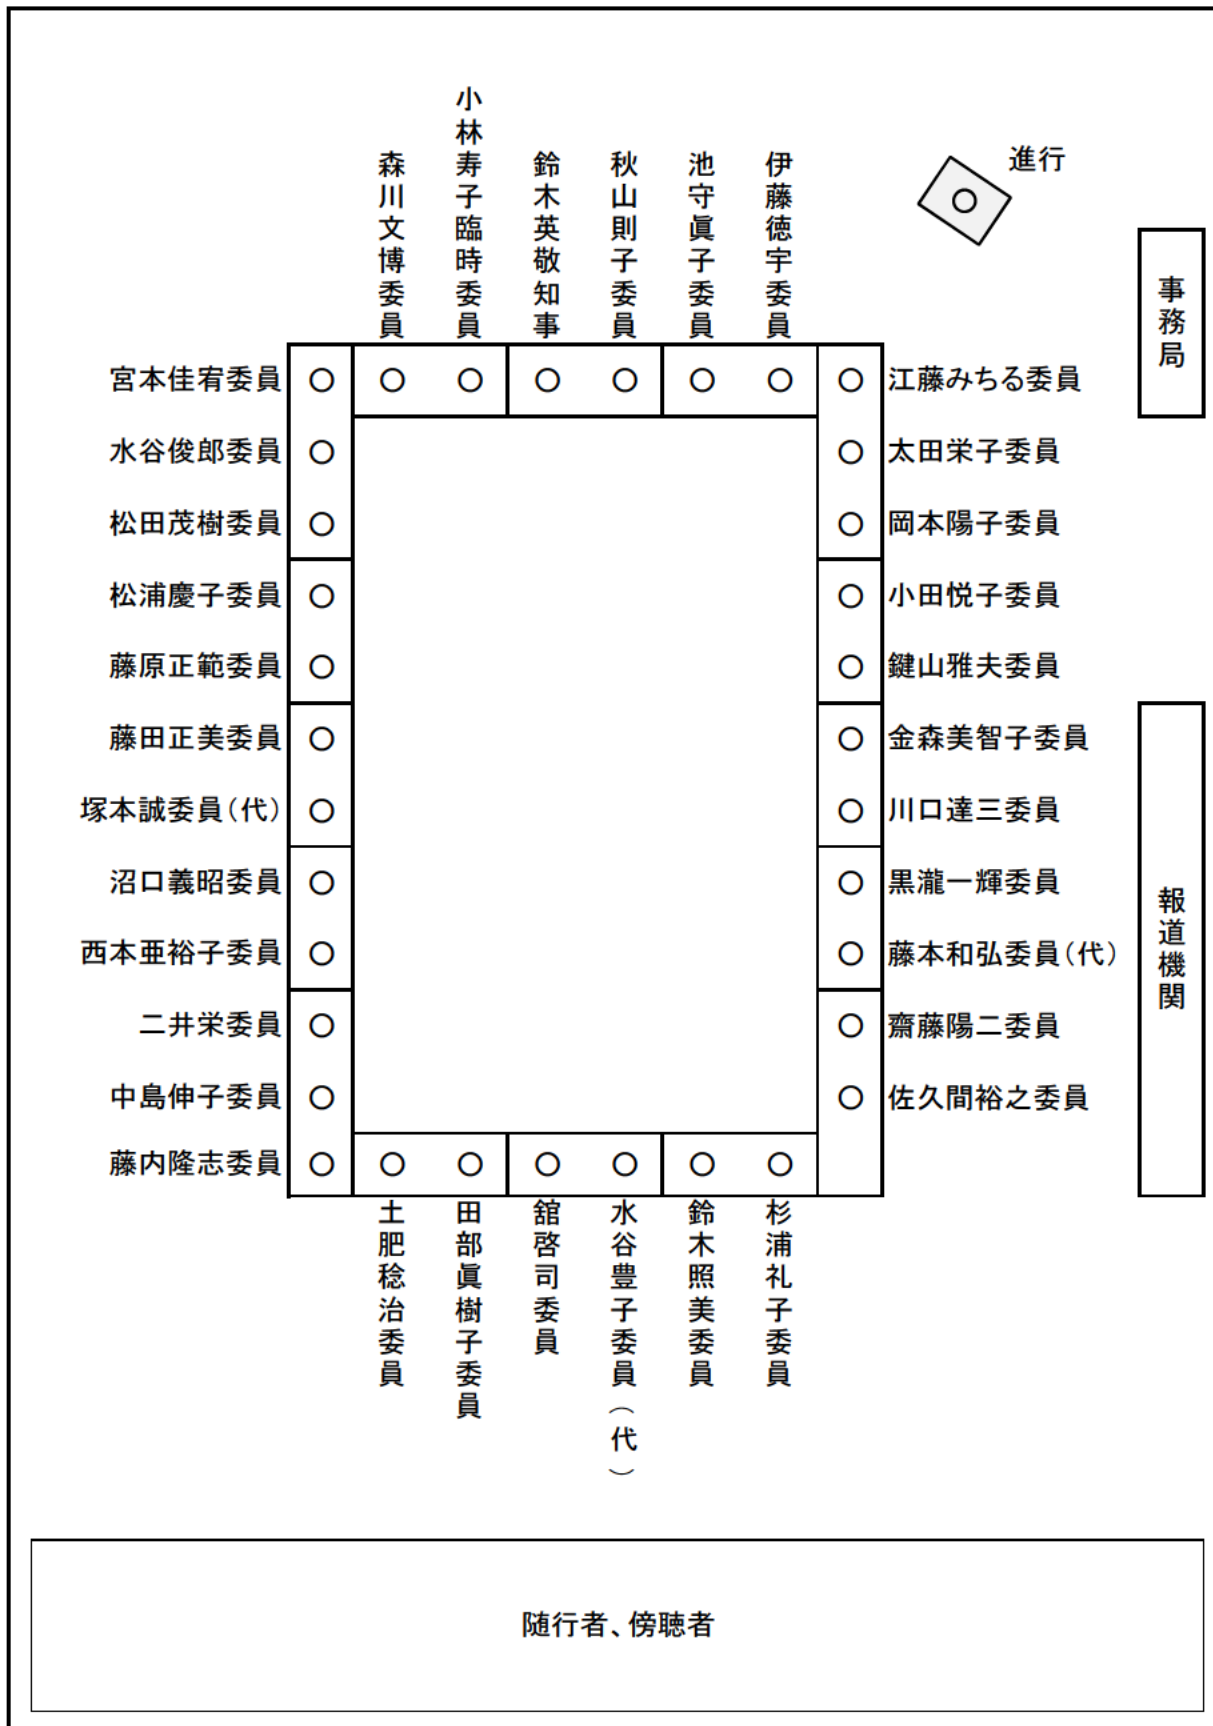 進行
森川文博委員
小林寿子臨時委員
鈴木英敬知事
秋山則子委員
池守眞子委員
伊藤徳宇委員
事務局
宮本佳宥委員
水谷俊郎委員
松田茂樹委員
松浦慶子委員
藤原正範委員
藤田正美委員
塚本誠委員（代）
沼口義昭委員
西本亜裕子委員
二井栄委員
中島伸子委員
藤内隆志委員
江藤みちる委員
太田栄子委員
岡本陽子委員
小田悦子委員
鍵山雅夫委員
金森美智子委員
川口達三委員
黒瀧一輝委員
藤本和弘委員（代）
齋藤陽二委員
佐久間裕之委員
報道機関
土肥稔治委員
田部眞樹子委員
舘啓司委員
水谷豊子委員（代）
鈴木照美委員
杉浦礼子委員
随行者、傍聴者